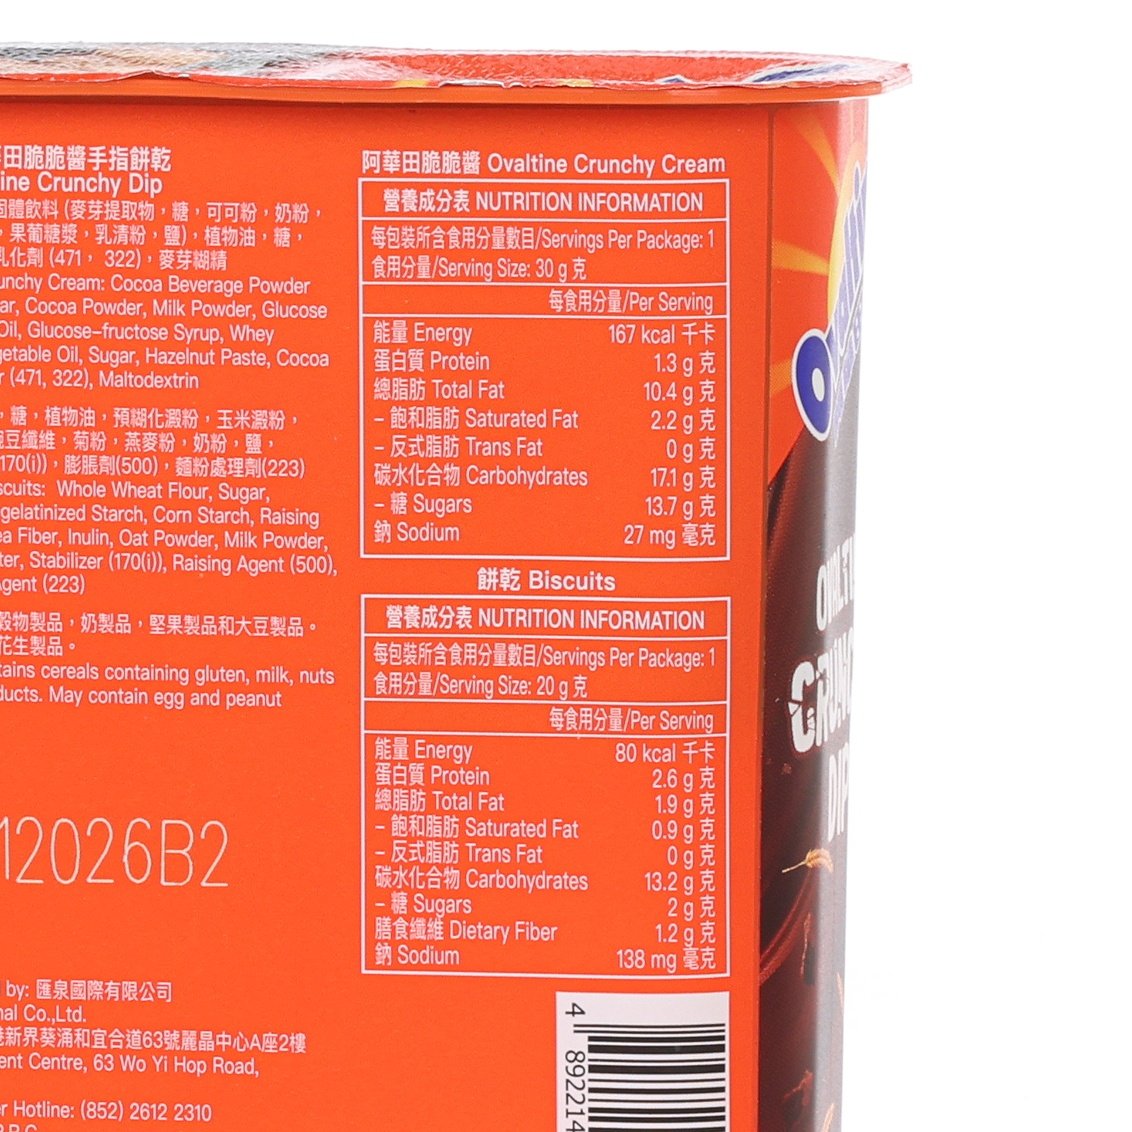 田脆脆醬手指餅乾
ine Crunchy Dip
固體飲料 (麥芽提取物，糖，可可粉，奶粉，
，果葡糖漿，乳清粉，鹽)，植物油，糖，
乳化劑 (471， 322)，麥芽糊精
unchy Cream: Cocoa Beverage Powder
ar, Cocoa Powder, Milk Powder, Glucose
Oil, Glucose-fructose Syrup, Whey
getable Oil, Sugar, Hazelnut Paste, Cocoa
r (471, 322), Maltodextrin
，糖，植物油，預糊化澱粉，玉米澱粉，
豆纖維，菊粉，燕麥粉，奶粉，鹽，
170(i))，膨脹劑(500)，麵粉處理劑(223)
scuits: Whole Wheat Flour, Sugar,
gelatinized Starch, Corn Starch, Raising
ea Fiber, Inulin, Oat Powder, Milk Powder,
ter, Stabilizer (170(i)), Raising Agent (500),
Agent (223)
穀物製品，奶製品，堅果製品和大豆製品。
花生製品。
tains cereals containing gluten, milk, nuts
ducts. May contain egg and peanut
12026B2
by: 匯泉國際有限公司
nal Co.,Ltd.
港新界葵涌和宜合道63號麗晶中心A座2樓
ent Centre, 63 Wo Yi Hop Road,
r Hotline: (852) 2612 2310
阿華田脆脆醬 Ovaltine Crunchy Cream
營養成分表 NUTRITION INFORMATION
每包裝所含食用分量數目/Servings Per Package: 1
食用分量/Serving Size: 30 g 克
每食用分量/Per Serving
能量 Energy 167 kcal 千卡
蛋白質 Protein 1.3 g 克
總脂肪 Total Fat 10.4 g 克
- 飽和脂肪 Saturated Fat 2.2 g 克
- 反式脂肪 Trans Fat 0 g 克
碳水化合物 Carbohydrates 17.1 g 克
- 糖 Sugars 13.7 g 克
鈉 Sodium 27 mg 毫克
餅乾 Biscuits
營養成分表 NUTRITION INFORMATION
每包裝所含食用分量數目/Servings Per Package: 1
食用分量/Serving Size: 20 g 克
每食用分量/Per Serving
能量 Energy 80 kcal 千卡
蛋白質 Protein 2.6 g 克
總脂肪 Total Fat 1.9 g 克
- 飽和脂肪 Saturated Fat 0.9 g 克
- 反式脂肪 Trans Fat 0 g 克
碳水化合物 Carbohydrates 13.2 g 克
- 糖 Sugars 2 g 克
膳食纖維 Dietary Fiber 1.2 g 克
鈉 Sodium 138 mg 毫克
4 892214
OVALTI
CRUNC
DIP